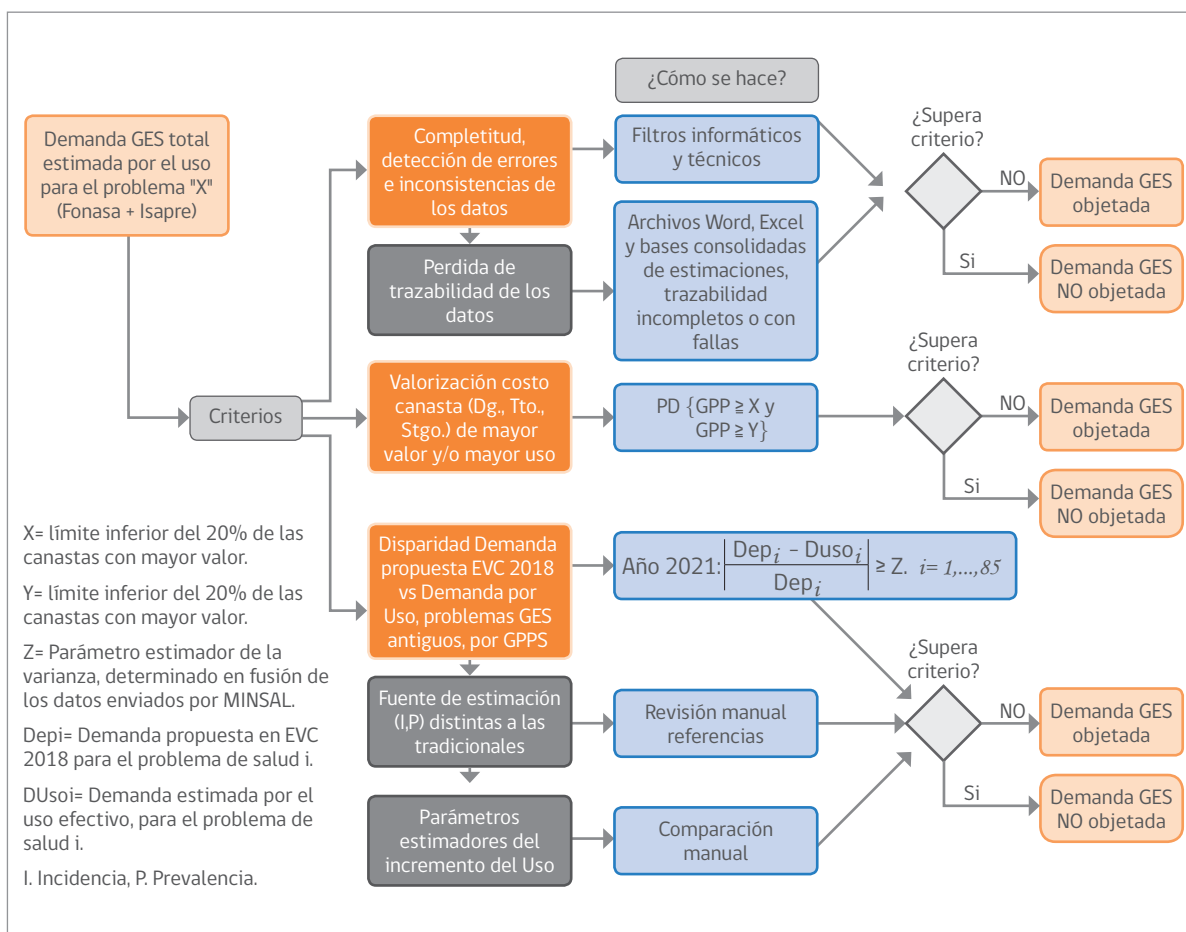 ¿Cómo se hace?
Demanda GES total
estimada por el uso
para el problema "X"
(Fonasa + Isapre)
Criterios
Completitud,
detección de errores
e inconsistencias de
los datos
Filtros informáticos
y técnicos
Perdida de
trazabilidad de los
datos
Archivos Word, Excel
y bases consolidadas
de estimaciones,
trazabilidad
incompletos o con
fallas
¿Supera
criterio?
NO
Demanda GES
objetada
Si
Demanda GES
NO objetada
Valorización costo
canasta (Dg., Tto.,
Stgo.) de mayor
valor y/o mayor uso
PD {GPP ≧ X y
GPP ≧ Y}
¿Supera
criterio?
NO
Demanda GES
objetada
Si
Demanda GES
NO objetada
Disparidad Demanda
propuesta EVC 2018
vs Demanda por
Uso, problemas GES
antiguos, por GPPS
Año 2021: |(Depi – Dusoi) / Depi| ≥ Z. i= 1,...,85
Fuente de estimación
(I,P) distintas a las
tradicionales
Revisión manual
referencias
Parámetros
estimadores del
incremento del Uso
Comparación
manual
¿Supera
criterio?
NO
Demanda GES
objetada
Si
Demanda GES
NO objetada
X= límite inferior del 20% de las
canastas con mayor valor.
Y= límite inferior del 20% de las
canastas con mayor valor.
Z= Parámetro estimador de la
varianza, determinado en fusión de
los datos enviados por MINSAL.
Depi= Demanda propuesta en EVC
2018 para el problema de salud i.
DUsoi= Demanda estimada por el
uso efectivo, para el problema de
salud i.
I. Incidencia, P. Prevalencia.